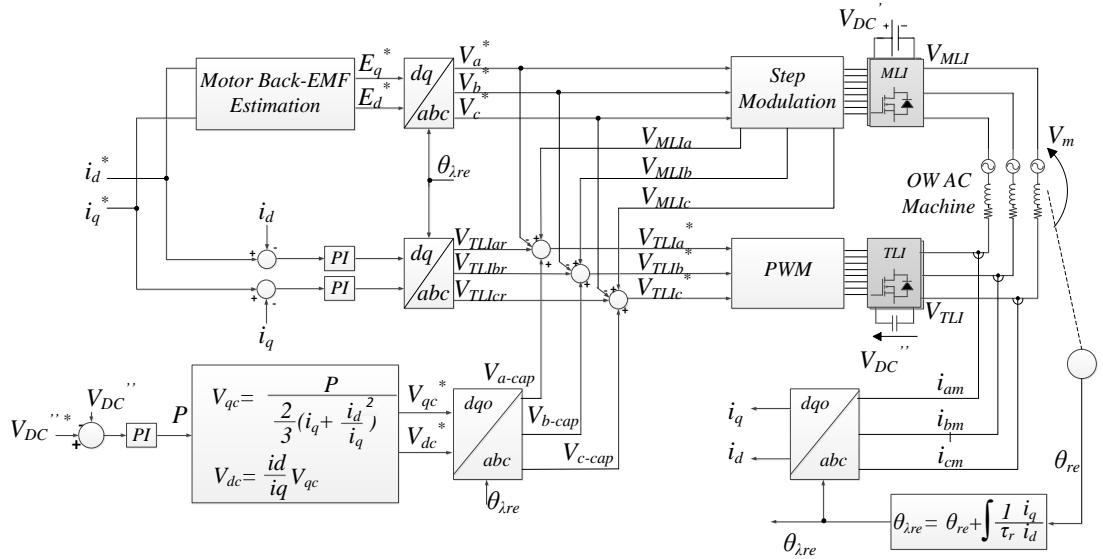 V_DC'
+ -
V_MLI
Motor Back-EMF
Estimation
E_q^*
E_d^*
dq
abc
V_a^*
V_b^*
V_c^*
Step
Modulation
MLI
V_MLIa
V_MLIb
V_MLIc
V_m
OW AC
Machine
i_d^*
i_q^*
θ_λre
i_d
-
+
PI
i_q
+
-
PI
dq
abc
V_TLIar
V_TLIbr
V_TLIcr
- + + +
- + + +
- + + +
V_TLIa^*
V_TLIb^*
V_TLIc^*
PWM
TLI
V_TLI
V_DC''
V_DC''
V_DC''^*
-
+
PI
P
V_qc = P / (2/3 (i_q + i_d^2 / i_q))
V_dc = id / iq V_qc
V_qc^*
V_dc^*
dqo
abc
V_a-cap
V_b-cap
V_c-cap
θ_λre
i_q
i_d
dqo
abc
i_am
i_bm
i_cm
θ_re
θ_λre
θ_λre = θ_re + ∫ 1/τ_r i_q/i_d